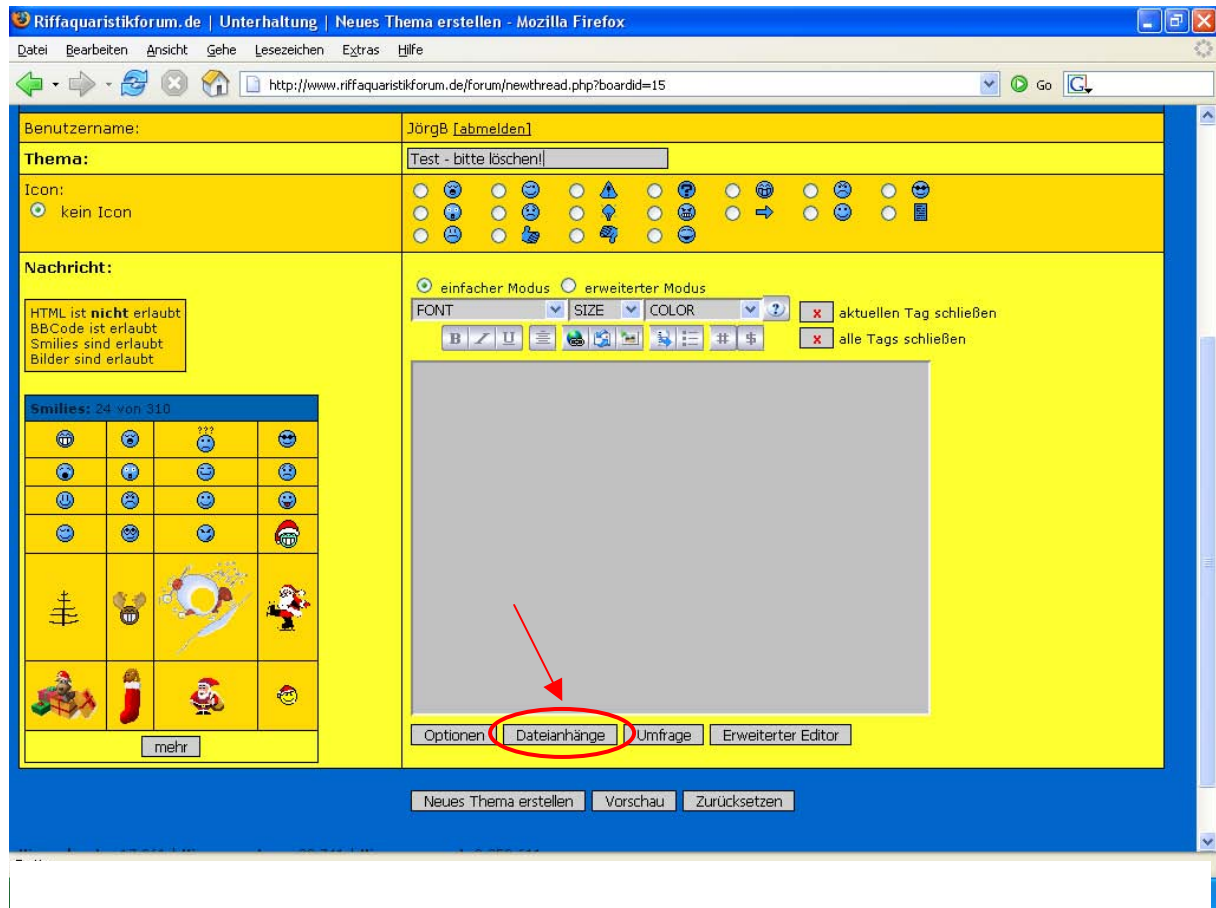 Riffaquaristikforum.de | Unterhaltung | Neues Thema erstellen - Mozilla Firefox
Datei Bearbeiten Ansicht Gehe Lesezeichen Extras Hilfe
http://www.riffaquaristikforum.de/forum/newthread.php?boardid=15 Go G
Benutzername: JörgB [abmelden]
Thema: Test - bitte löschen!
Icon:
kein Icon
Nachricht:
einfacher Modus erweiterter Modus
FONT SIZE COLOR ? x aktuellen Tag schließen
B I U # $ x alle Tags schließen
HTML ist nicht erlaubt
BBCode ist erlaubt
Smilies sind erlaubt
Bilder sind erlaubt
Smilies: 24 von 310
???
mehr
Optionen Dateianhänge Umfrage Erweiterter Editor
Neues Thema erstellen Vorschau Zurücksetzen